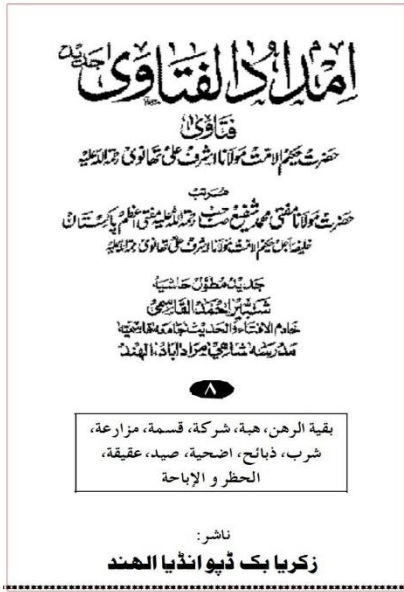 امداد الفتاویٰ جدید
فتاویٰ
حضرت حکیم الامت مولانا اشرف علی تھانوی رحمۃ اللہ علیہ
مرتب
حضرت مولانا مفتی محمد شفیع صاحب رحمۃ اللہ علیہ مفتی اعظم پاکستان
خلیفہ اجل حکیم الامت مولانا اشرف علی تھانوی رحمۃ اللہ علیہ
جدید مطول حاشیہ
شبیر احمد القاسمی
خادم الافتاء والحدیث جامعہ قاسمیہ
مدرسہ شاہی مراد آباد، الہند
۸
بقية الرهن، هبة، شركة، قسمة، مزارعة،
شرب، ذبائح، اضحية، صيد، عقيقة،
الحظر و الإباحة
ناشر:
زکریا بک ڈپو انڈیا الھند